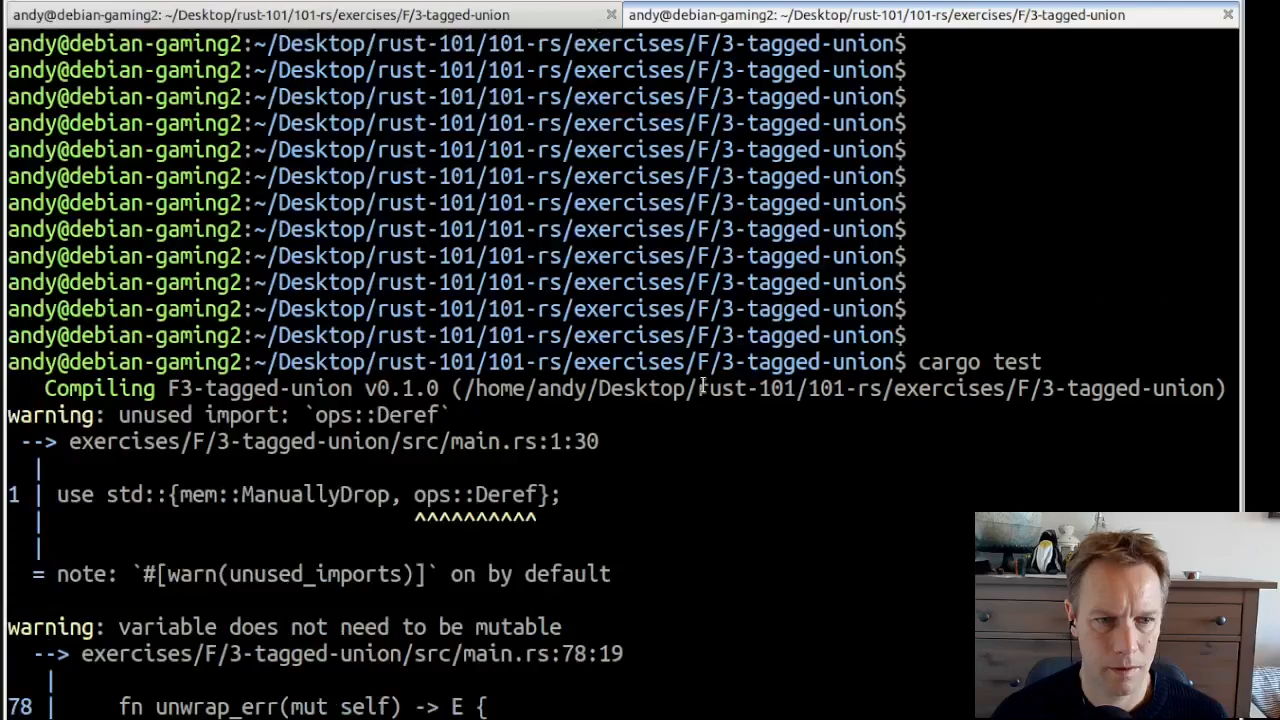 andy@debian-gaming2: ~/Desktop/rust-101/101-rs/exercises/F/3-tagged-union
andy@debian-gaming2: ~/Desktop/rust-101/101-rs/exercises/F/3-tagged-union
andy@debian-gaming2:~/Desktop/rust-101/101-rs/exercises/F/3-tagged-union$
andy@debian-gaming2:~/Desktop/rust-101/101-rs/exercises/F/3-tagged-union$
andy@debian-gaming2:~/Desktop/rust-101/101-rs/exercises/F/3-tagged-union$
andy@debian-gaming2:~/Desktop/rust-101/101-rs/exercises/F/3-tagged-union$
andy@debian-gaming2:~/Desktop/rust-101/101-rs/exercises/F/3-tagged-union$
andy@debian-gaming2:~/Desktop/rust-101/101-rs/exercises/F/3-tagged-union$
andy@debian-gaming2:~/Desktop/rust-101/101-rs/exercises/F/3-tagged-union$
andy@debian-gaming2:~/Desktop/rust-101/101-rs/exercises/F/3-tagged-union$
andy@debian-gaming2:~/Desktop/rust-101/101-rs/exercises/F/3-tagged-union$
andy@debian-gaming2:~/Desktop/rust-101/101-rs/exercises/F/3-tagged-union$
andy@debian-gaming2:~/Desktop/rust-101/101-rs/exercises/F/3-tagged-union$
andy@debian-gaming2:~/Desktop/rust-101/101-rs/exercises/F/3-tagged-union$
andy@debian-gaming2:~/Desktop/rust-101/101-rs/exercises/F/3-tagged-union$ cargo test
   Compiling F3-tagged-union v0.1.0 (/home/andy/Desktop/rust-101/101-rs/exercises/F/3-tagged-union)
warning: unused import: `ops::Deref`
 --> exercises/F/3-tagged-union/src/main.rs:1:30
  |
1 | use std::{mem::ManuallyDrop, ops::Deref};
  |                              ^^^^^^^^^^
  |
  = note: `#[warn(unused_imports)]` on by default
warning: variable does not need to be mutable
  --> exercises/F/3-tagged-union/src/main.rs:78:19
   |
78 |     fn unwrap_err(mut self) -> E {